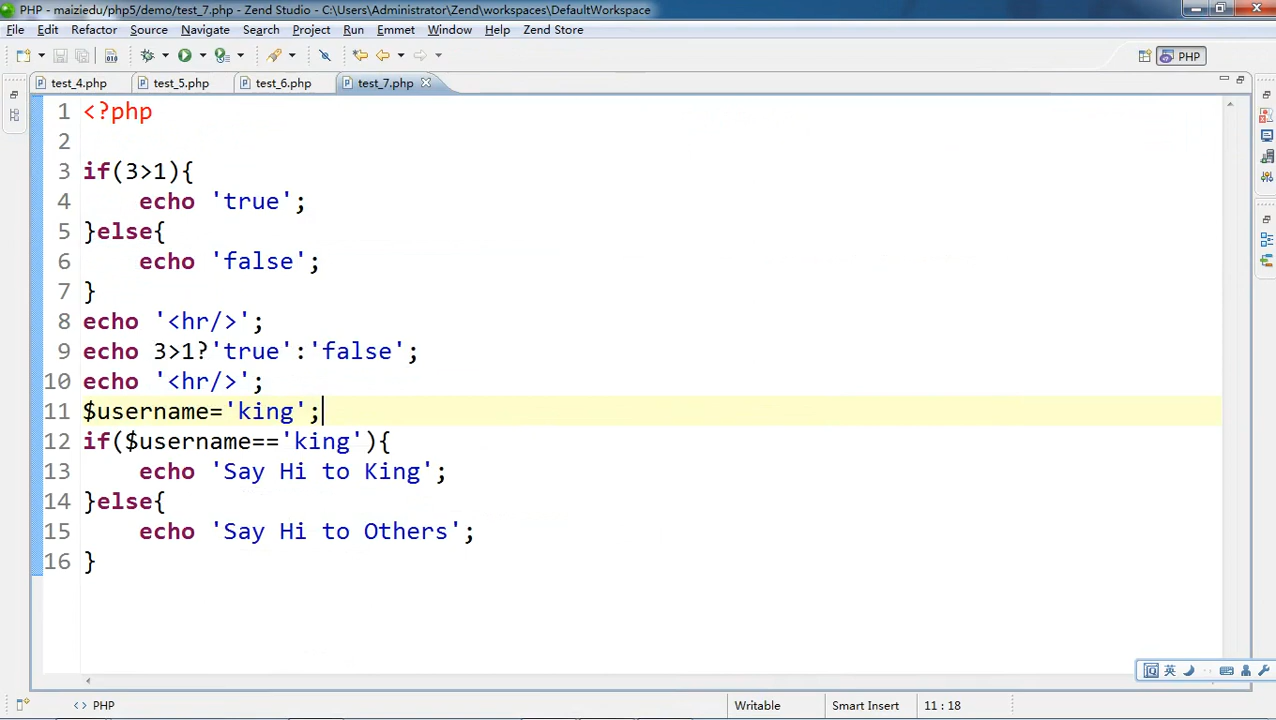 PHP - maiziedu/php5/demo/test_7.php - Zend Studio - C:\Users\Administrator\Zend\workspaces\DefaultWorkspace
File Edit Refactor Source Navigate Search Project Run Emmet Window Help Zend Store
PHP
test_4.php test_5.php test_6.php test_7.php
1 <?php
2
3 if(3>1){
4     echo 'true';
5 }else{
6     echo 'false';
7 }
8 echo '<hr/>';
9 echo 3>1?'true':'false';
10 echo '<hr/>';
11 $username='king';
12 if($username=='king'){
13     echo 'Say Hi to King';
14 }else{
15     echo 'Say Hi to Others';
16 }
英
<> PHP Writable Smart Insert 11 : 18